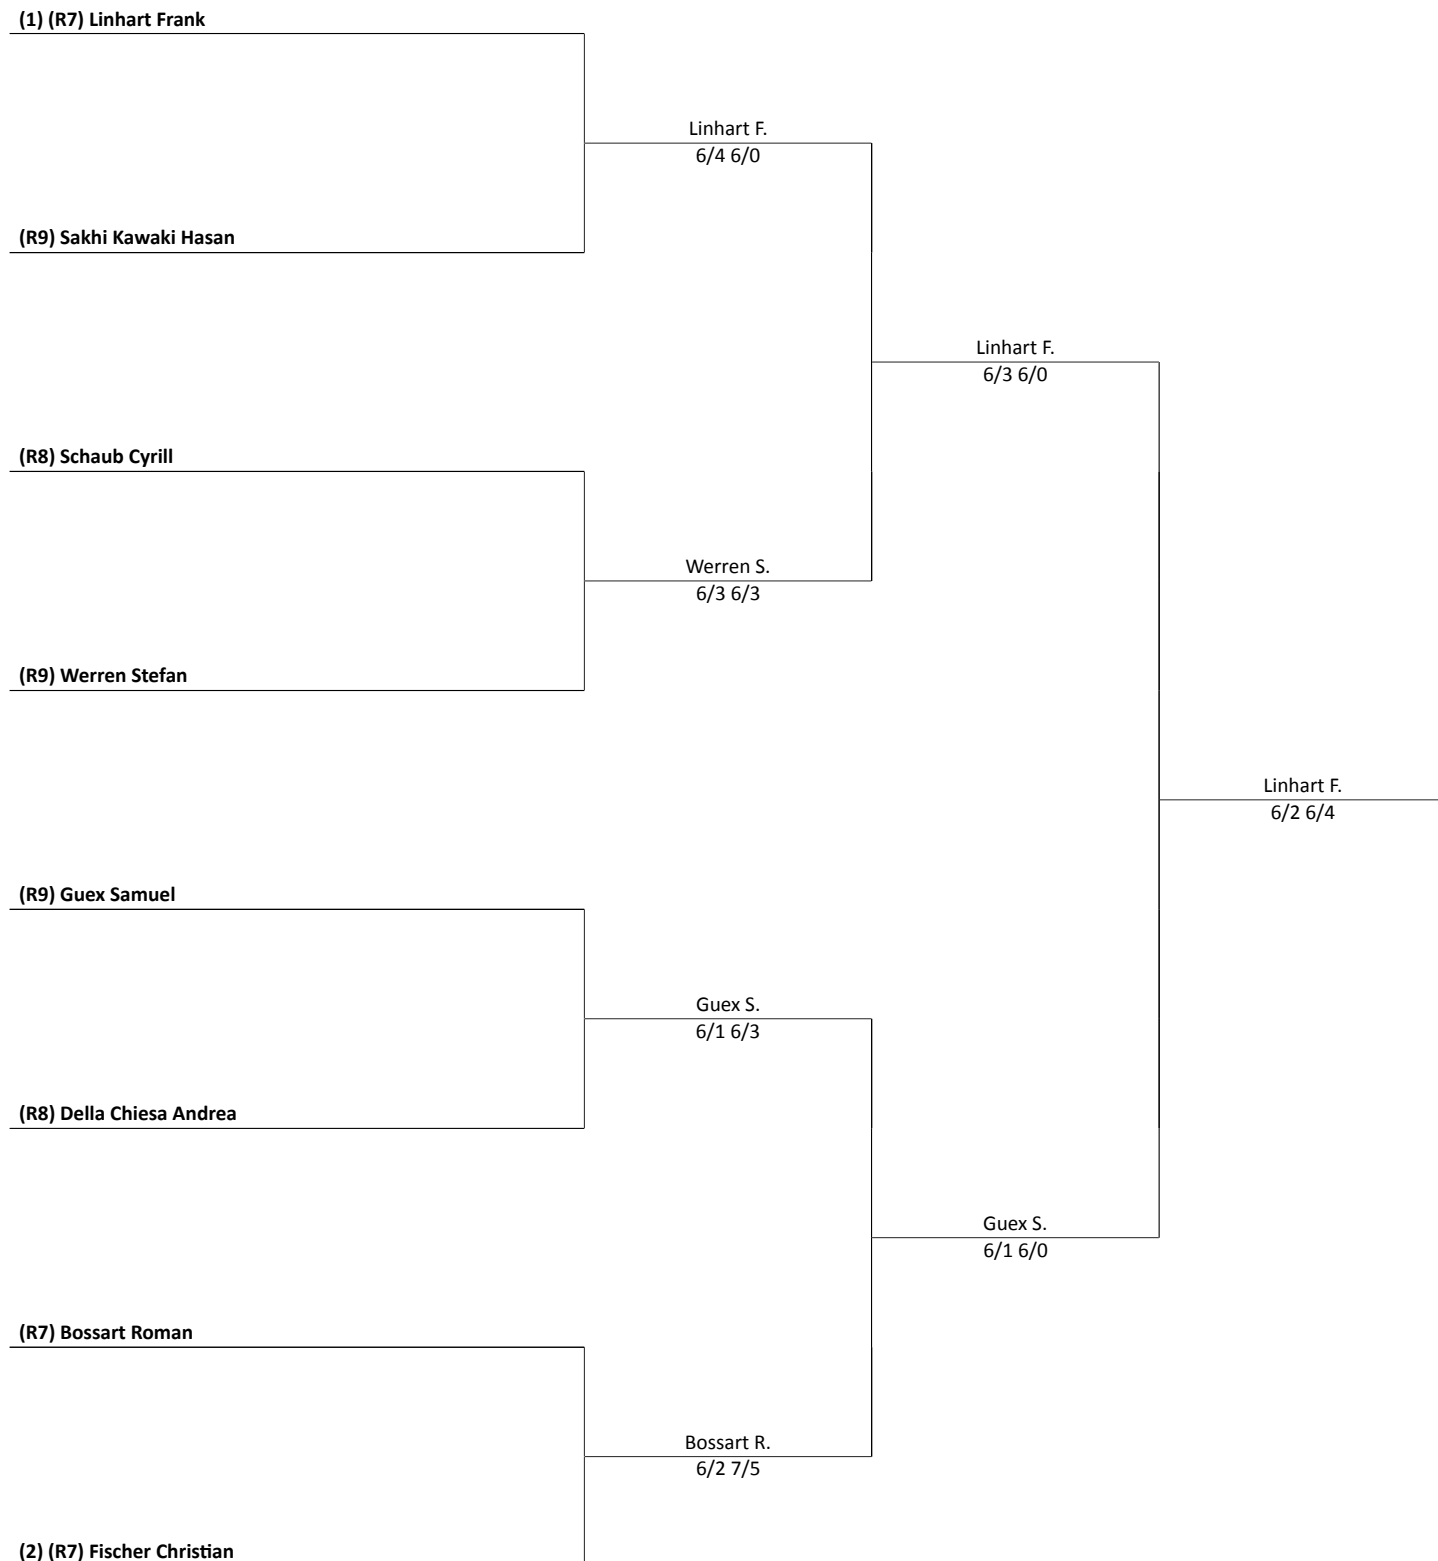 (1) (R7) Linhart Frank
Linhart F.
6/4 6/0
(R9) Sakhi Kawaki Hasan
Linhart F.
6/3 6/0
(R8) Schaub Cyrill
Werren S.
6/3 6/3
(R9) Werren Stefan
Linhart F.
6/2 6/4
(R9) Guex Samuel
Guex S.
6/1 6/3
(R8) Della Chiesa Andrea
Guex S.
6/1 6/0
(R7) Bossart Roman
Bossart R.
6/2 7/5
(2) (R7) Fischer Christian